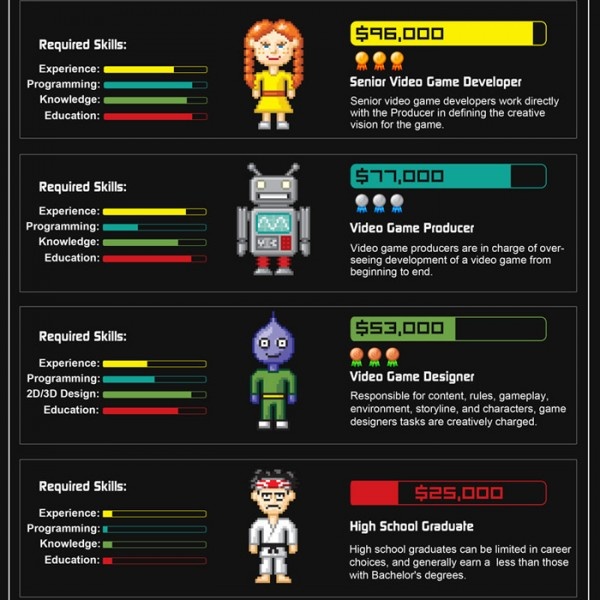 Required Skills:
Experience:
Programming:
Knowledge:
Education:
$96,000
Senior Video Game Developer
Senior video game developers work directly
with the Producer in defining the creative
vision for the game.
Required Skills:
Experience:
Programming:
Knowledge:
Education:
$77,000
Video Game Producer
Video game producers are in charge of over-
seeing development of a video game from
beginning to end.
Required Skills:
Experience:
Programming:
2D/3D Design:
Education:
$53,000
Video Game Designer
Responsible for content, rules, gameplay,
environment, storyline, and characters, game
designers tasks are creatively charged.
Required Skills:
Experience:
Programming:
Knowledge:
Education:
$25,000
High School Graduate
High school graduates can be limited in career
choices, and generally earn a less than those
with Bachelor's degrees.